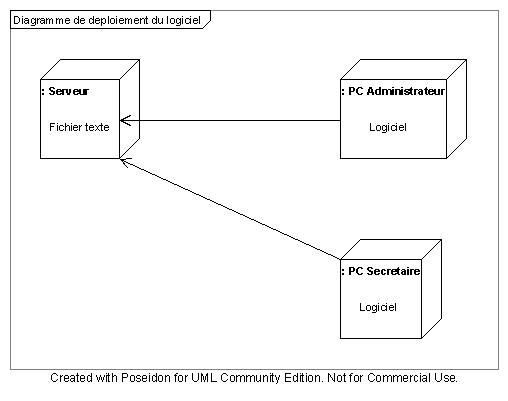 Diagramme de deploiement du logiciel
: Serveur
Fichier texte
: PC Administrateur
Logiciel
: PC Secretaire
Logiciel
Created with Poseidon for UML Community Edition. Not for Commercial Use.